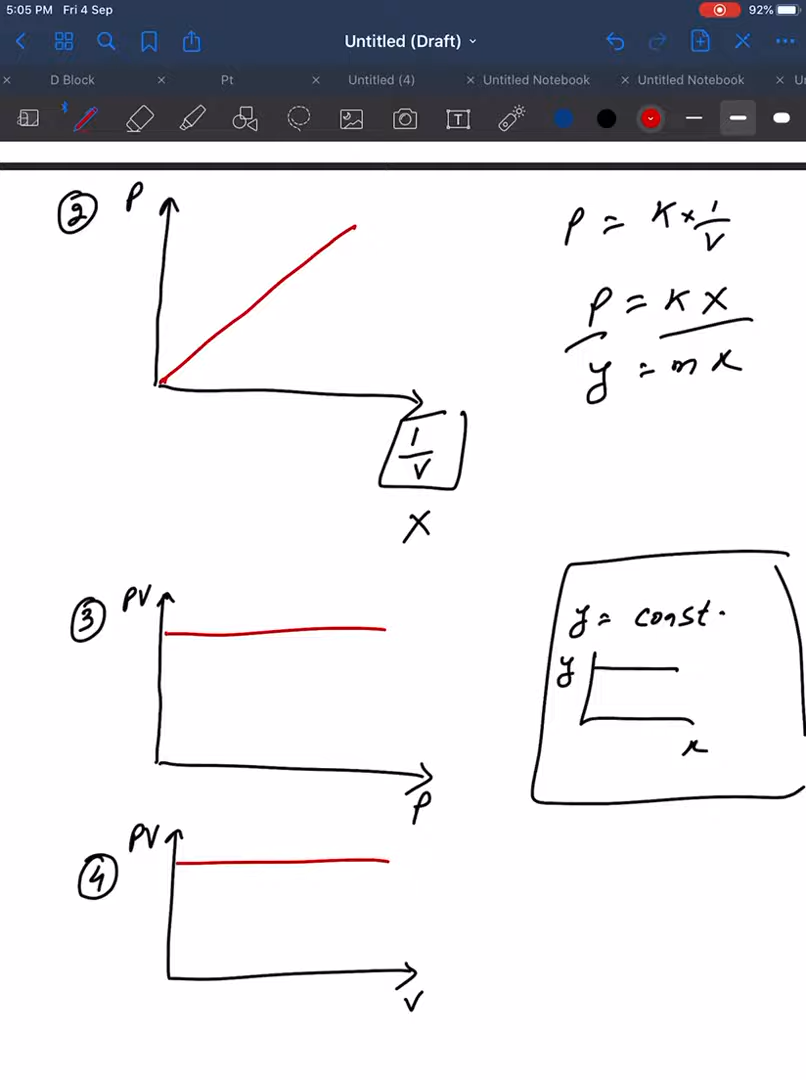 5:05 PM Fri 4 Sep
92%
Untitled (Draft)
D Block
Pt
Untitled (4)
Untitled Notebook
Untitled Notebook
T
② P
1/V
X
P = K × 1/V
P = K X
y = m x
③ PV
P
y = const.
y
x
④ PV
V